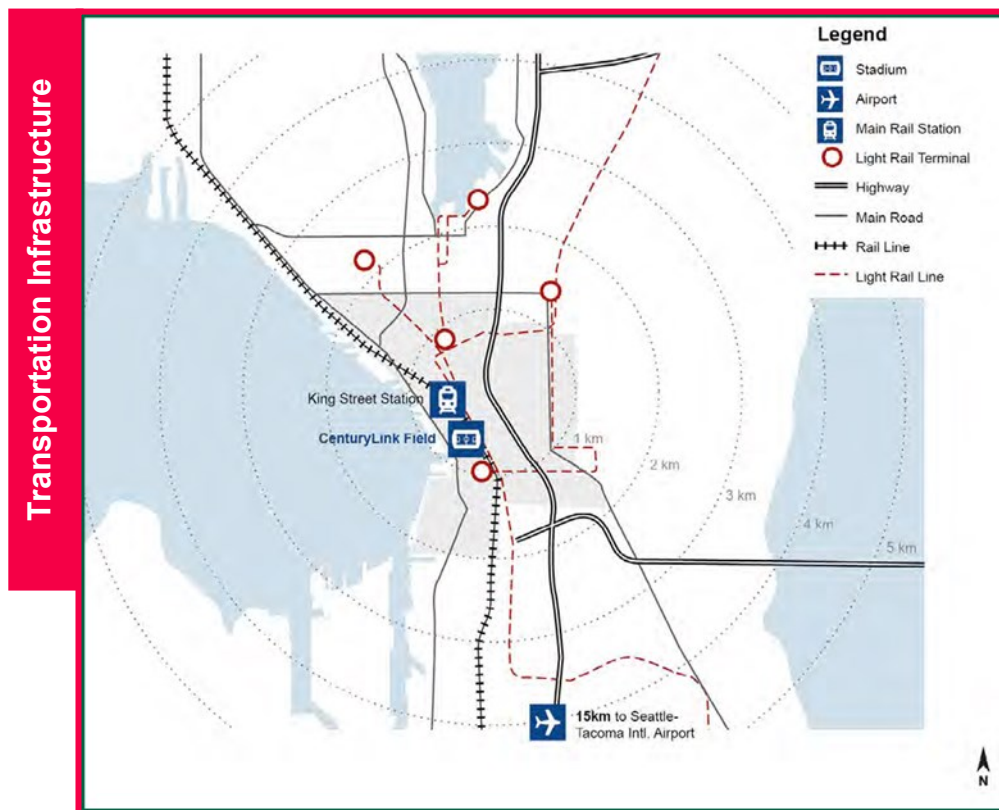 Transportation Infrastructure
Legend
Stadium
Airport
Main Rail Station
Light Rail Terminal
Highway
Main Road
Rail Line
Light Rail Line
King Street Station
CenturyLink Field
1 km
2 km
3 km
4 km
5 km
15km to Seattle-
Tacoma Intl. Airport
N